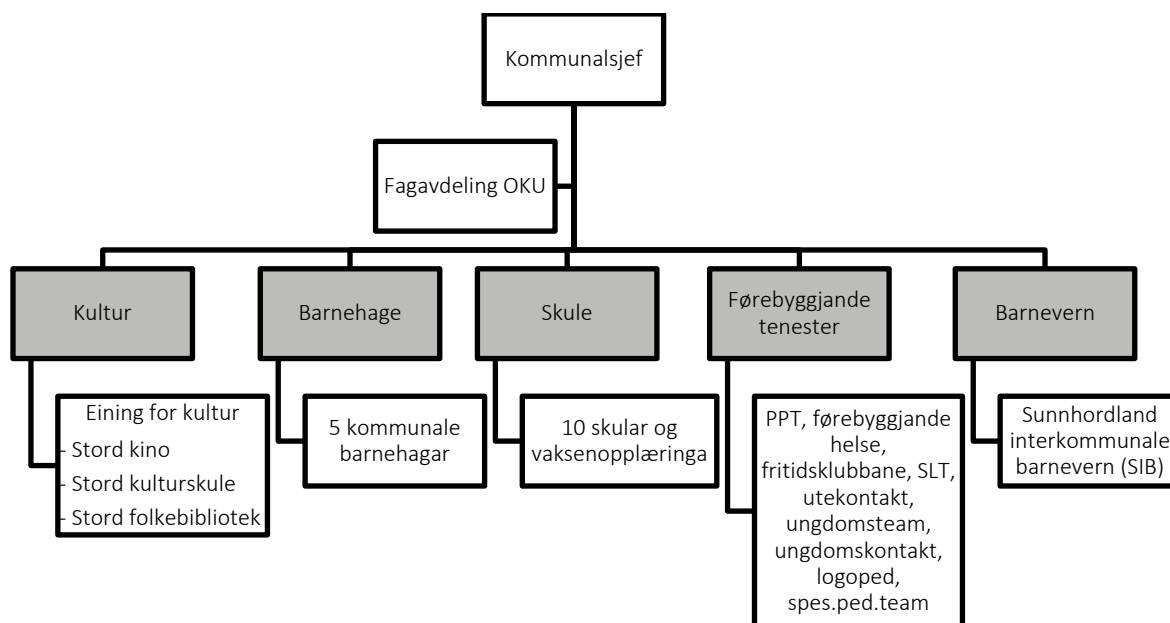 Kommunalsjef
Fagavdeling OKU
Kultur
Barnehage
Skule
Førebyggjande
tenester
Barnevern
Eining for kultur
- Stord kino
- Stord kulturskule
- Stord folkebibliotek
5 kommunale
barnehagar
10 skular og
vaksenopplæringa
PPT, førebyggjande
helse,
fritidsklubbane, SLT,
utekontakt,
ungdomsteam,
ungdomskontakt,
logoped,
spes.ped.team
Sunnhordland
interkommunale
barnevern (SIB)